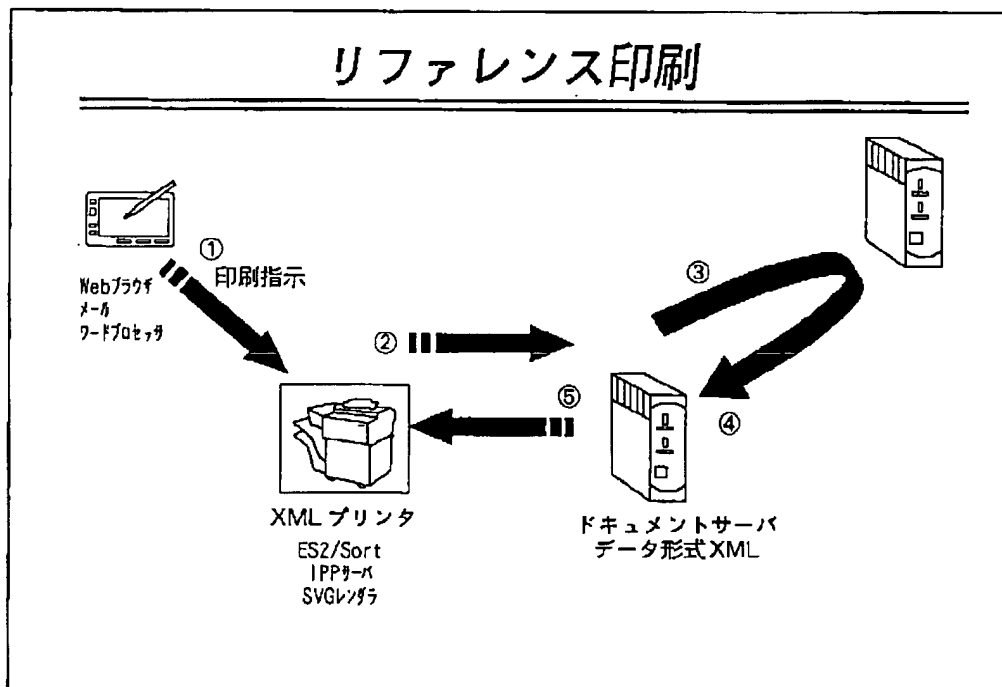 リファレンス印刷
①
印刷指示
Webブラウザ
メール
ワードプロセッサ
②
③
④
⑤
XMLプリンタ
ES2/Sort
IPPサーバ
SVGレンダラ
ドキュメントサーバ
データ形式XML